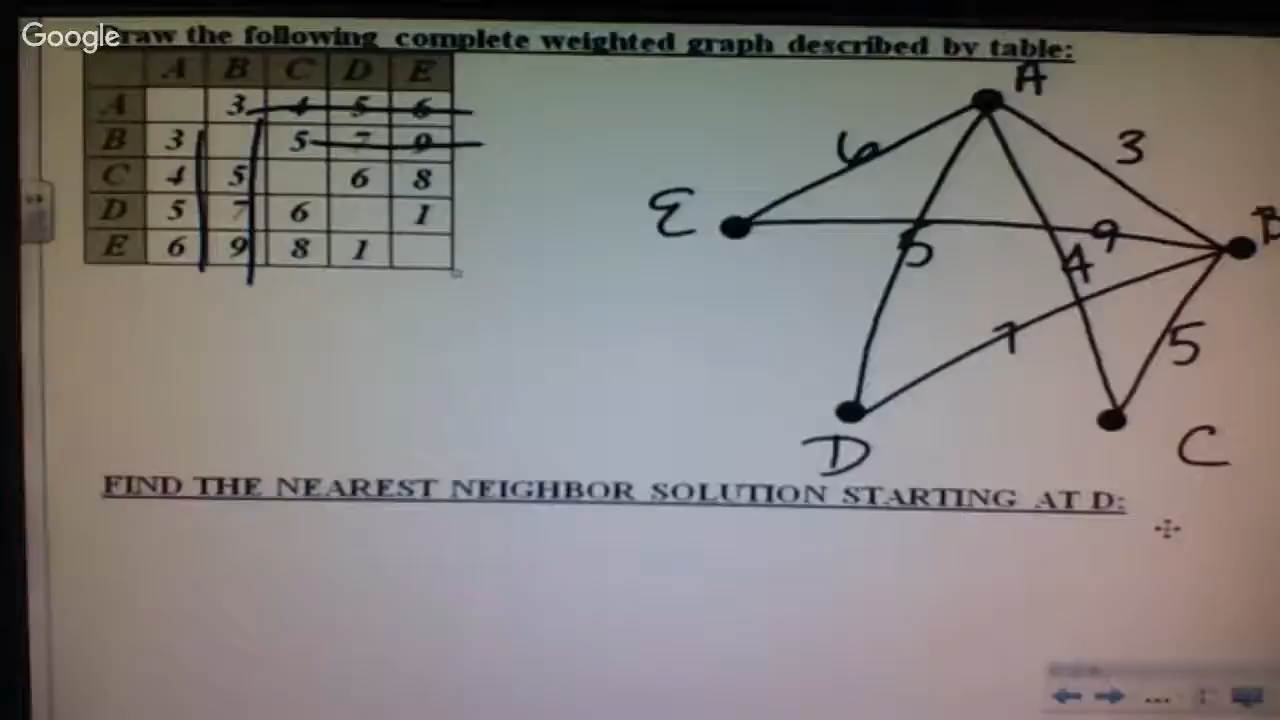 Google
Draw the following complete weighted graph described by table:
A B C D E
A 3 4 5 6
B 3 5 7 9
C 4 5 6 8
D 5 7 6 1
E 6 9 8 1
A
6 3
E B
9
5 4
7 5
D C
FIND THE NEAREST NEIGHBOR SOLUTION STARTING AT D: